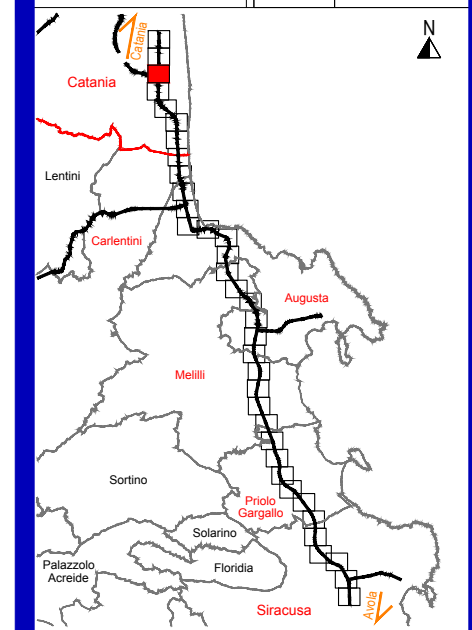 Catania
N
Catania
Lentini
Carlentini
Augusta
Melilli
Sortino
Priolo
Gargallo
Solarino
Palazzolo
Acreide
Floridia
Siracusa
Avola